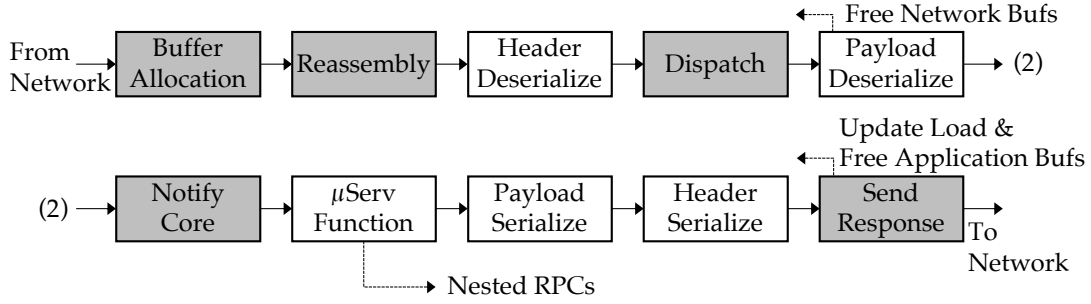 Free Network Bufs
From
Network
Buffer
Allocation
Reassembly
Header
Deserialize
Dispatch
Payload
Deserialize
(2)
Update Load &
Free Application Bufs
(2)
Notify
Core
μServ
Function
Payload
Serialize
Header
Serialize
Send
Response
To
Network
Nested RPCs